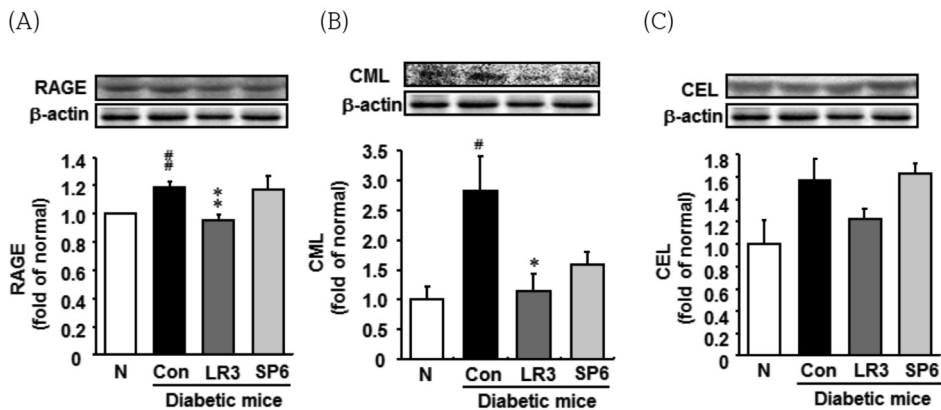 (A)
RAGE
β-actin
RAGE
(fold of normal)
1.4
1.2
1.0
0.8
0.6
0.4
0.2
0
##
**
N
Con
LR3
SP6
Diabetic mice
(B)
CML
β-actin
CML
(fold of normal)
3.5
3.0
2.5
2.0
1.5
1.0
0.5
0.0
#
*
N
Con
LR3
SP6
Diabetic mice
(C)
CEL
β-actin
CEL
(fold of normal)
1.8
1.6
1.4
1.2
1.0
0.8
0.6
0.4
0.2
0
N
Con
LR3
SP6
Diabetic mice